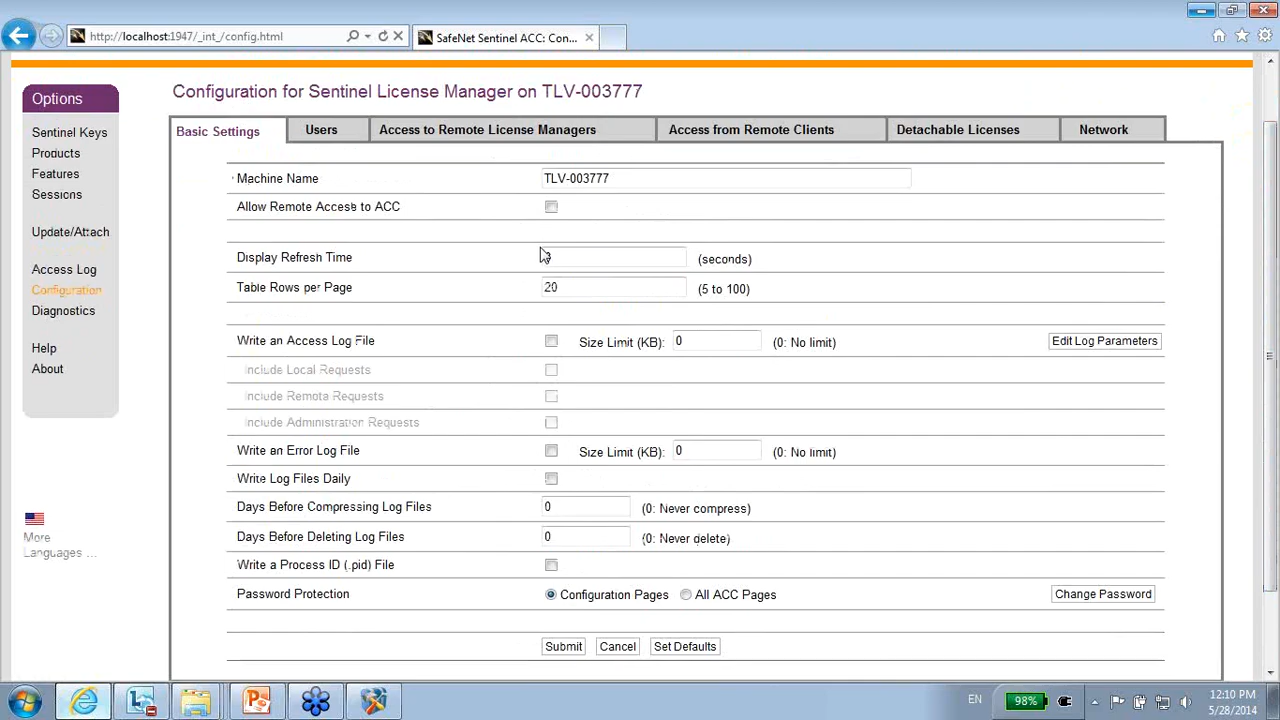 http://localhost:1947/_int_/config.html
SafeNet Sentinel ACC: Con...
Configuration for Sentinel License Manager on TLV-003777
Options
Sentinel Keys
Products
Features
Sessions
Update/Attach
Access Log
Configuration
Diagnostics
Help
About
More
Languages ...
Basic Settings Users Access to Remote License Managers Access from Remote Clients Detachable Licenses Network
Machine Name TLV-003777
Allow Remote Access to ACC
Display Refresh Time (seconds)
Table Rows per Page 20 (5 to 100)
Write an Access Log File Size Limit (KB): 0 (0: No limit) Edit Log Parameters
Include Local Requests
Include Remote Requests
Include Administration Requests
Write an Error Log File Size Limit (KB): 0 (0: No limit)
Write Log Files Daily
Days Before Compressing Log Files 0 (0: Never compress)
Days Before Deleting Log Files 0 (0: Never delete)
Write a Process ID (.pid) File
Password Protection Configuration Pages All ACC Pages Change Password
Submit Cancel Set Defaults
EN 98% 12:10 PM
5/28/2014